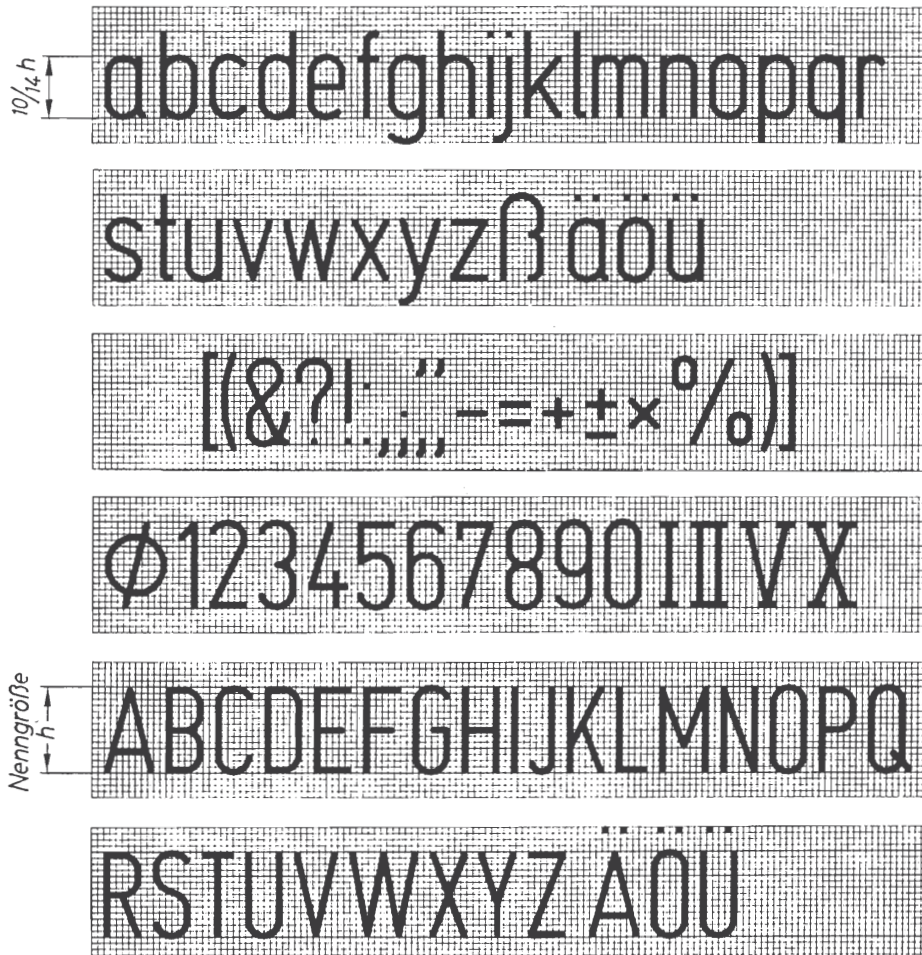 10/14 h
abcdefghijklmnopqr
stuvwxyzßäöü
[(&?!:.,;„”-=+±×%)]
Ø1234567890IIIVX
Nenngröße
h
ABCDEFGHIJKLMNOPQ
RSTUVWXYZÄÖÜ